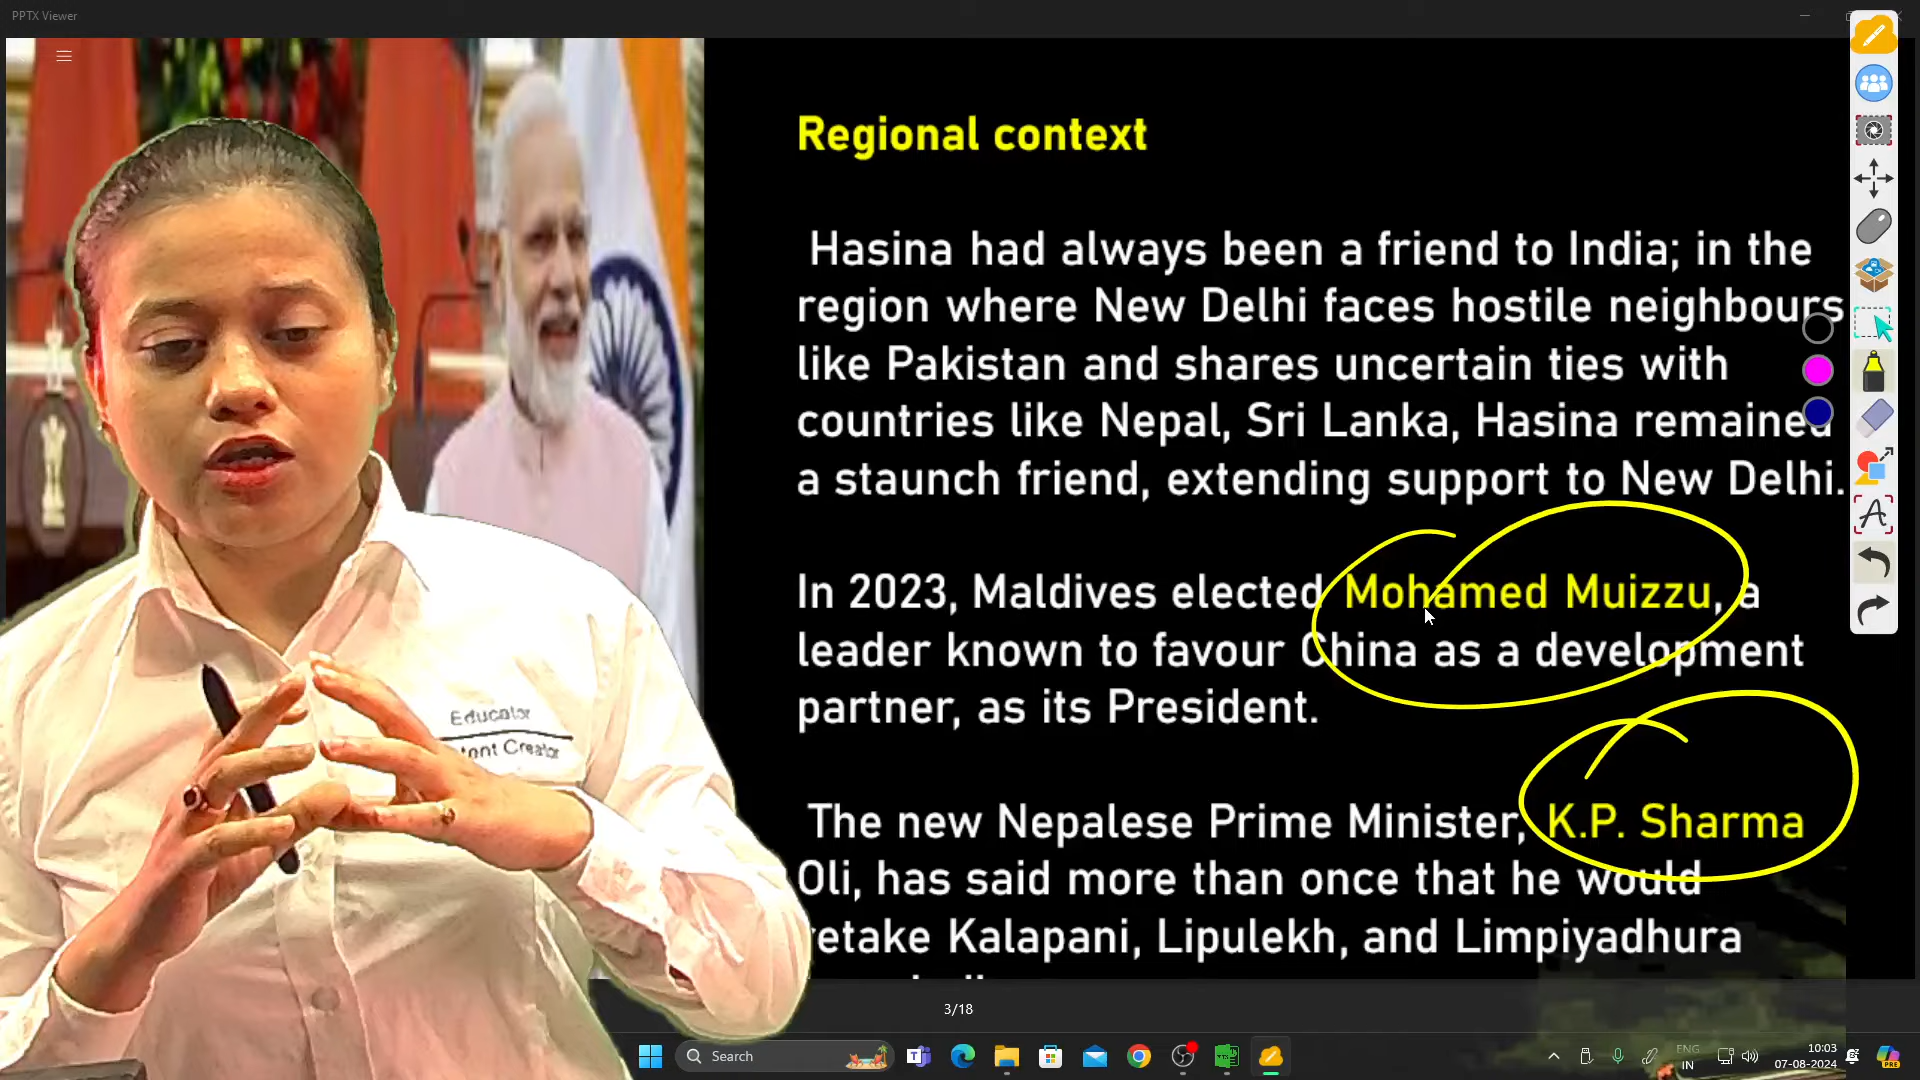 PPTX Viewer
Regional context
Hasina had always been a friend to India; in the
region where New Delhi faces hostile neighbours
like Pakistan and shares uncertain ties with
countries like Nepal, Sri Lanka, Hasina remained
a staunch friend, extending support to New Delhi.
In 2023, Maldives elected Mohamed Muizzu, a
leader known to favour China as a development
partner, as its President.
The new Nepalese Prime Minister, K.P. Sharma
Oli, has said more than once that he would
retake Kalapani, Lipulekh, and Limpiyadhura
Educator
tent Creator
3/18
Search
ENG
IN
10:03
07-08-2024